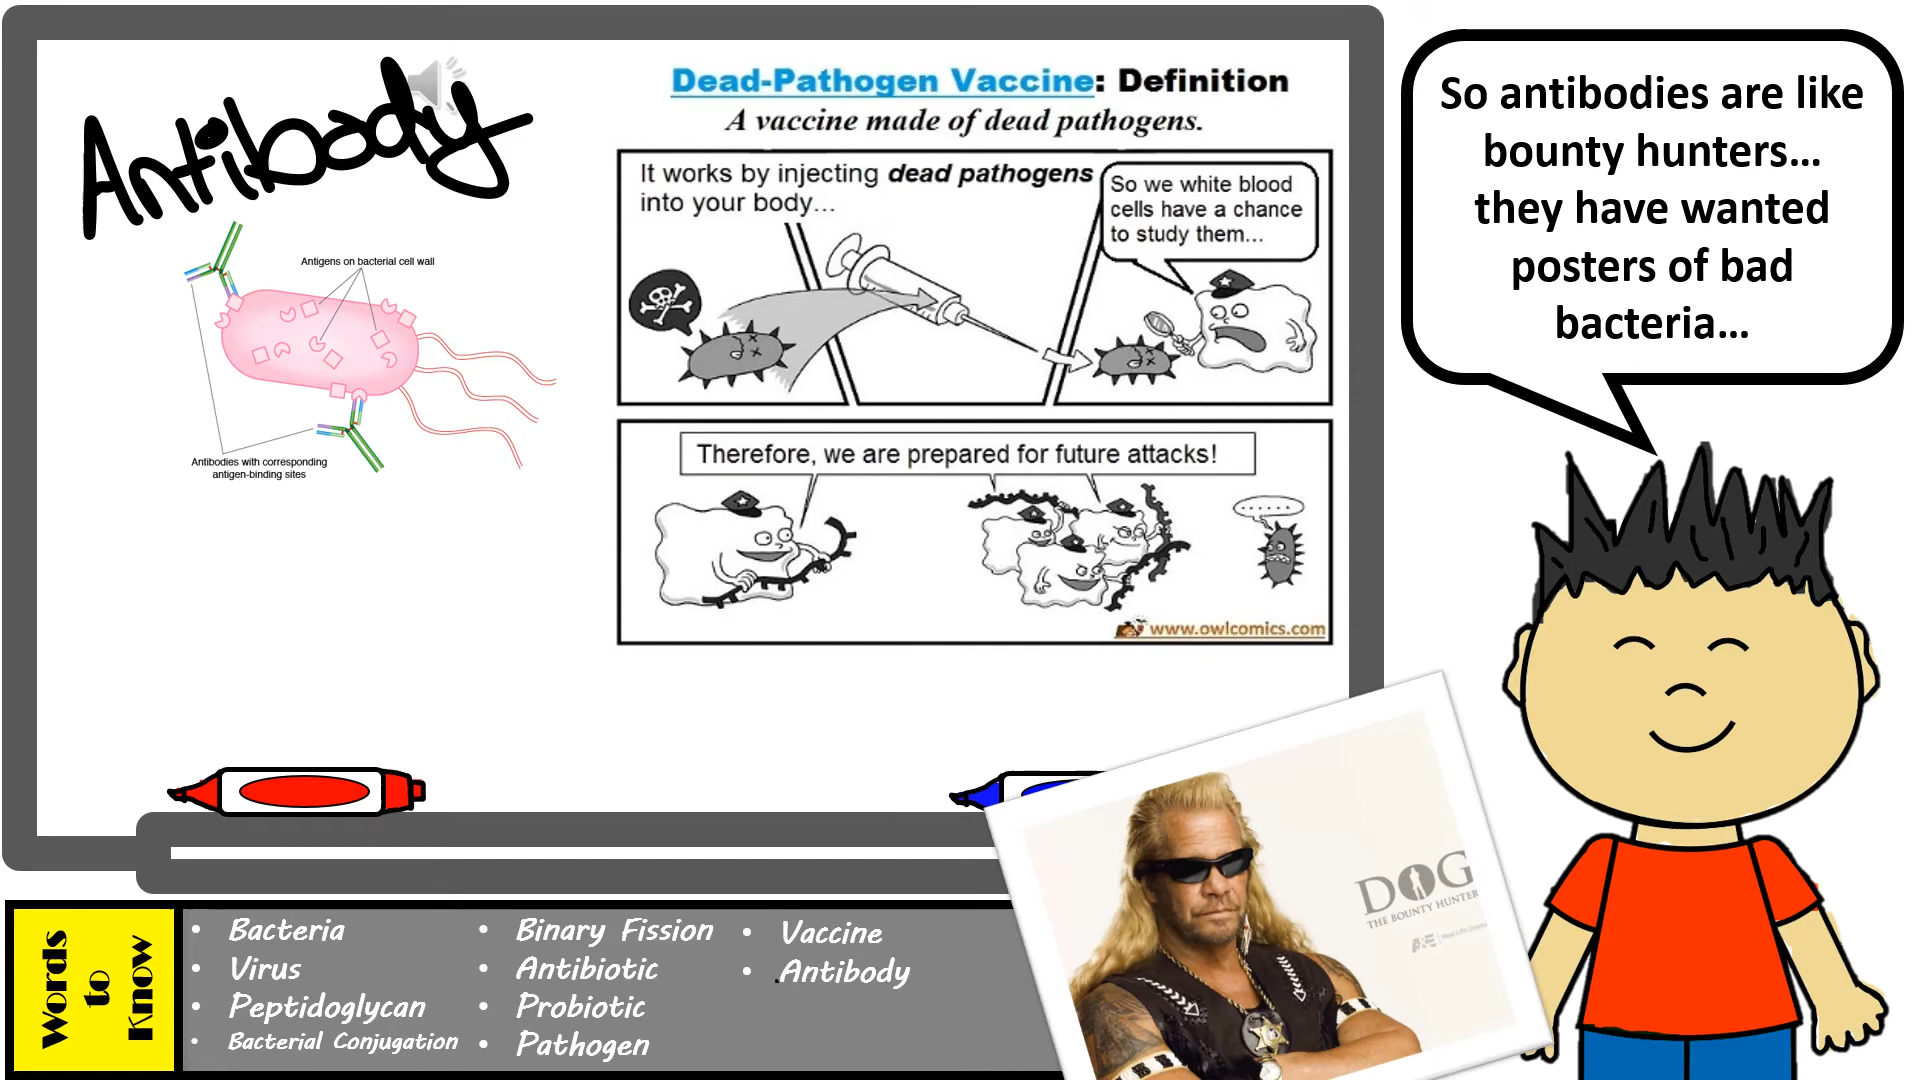 Antibody
Antigens on bacterial cell wall
Antibodies with corresponding
antigen-binding sites
Dead-Pathogen Vaccine: Definition
A vaccine made of dead pathogens.
It works by injecting dead pathogens
into your body...
So we white blood
cells have a chance
to study them...
Therefore, we are prepared for future attacks!
......
www.owlcomics.com
So antibodies are like
bounty hunters...
they have wanted
posters of bad
bacteria...
DOG
THE BOUNTY HUNTER
A&E Real Life. Drama.
Words
to
Know
• Bacteria
• Virus
• Peptidoglycan
• Bacterial Conjugation
• Binary Fission
• Antibiotic
• Probiotic
• Pathogen
• Vaccine
• Antibody